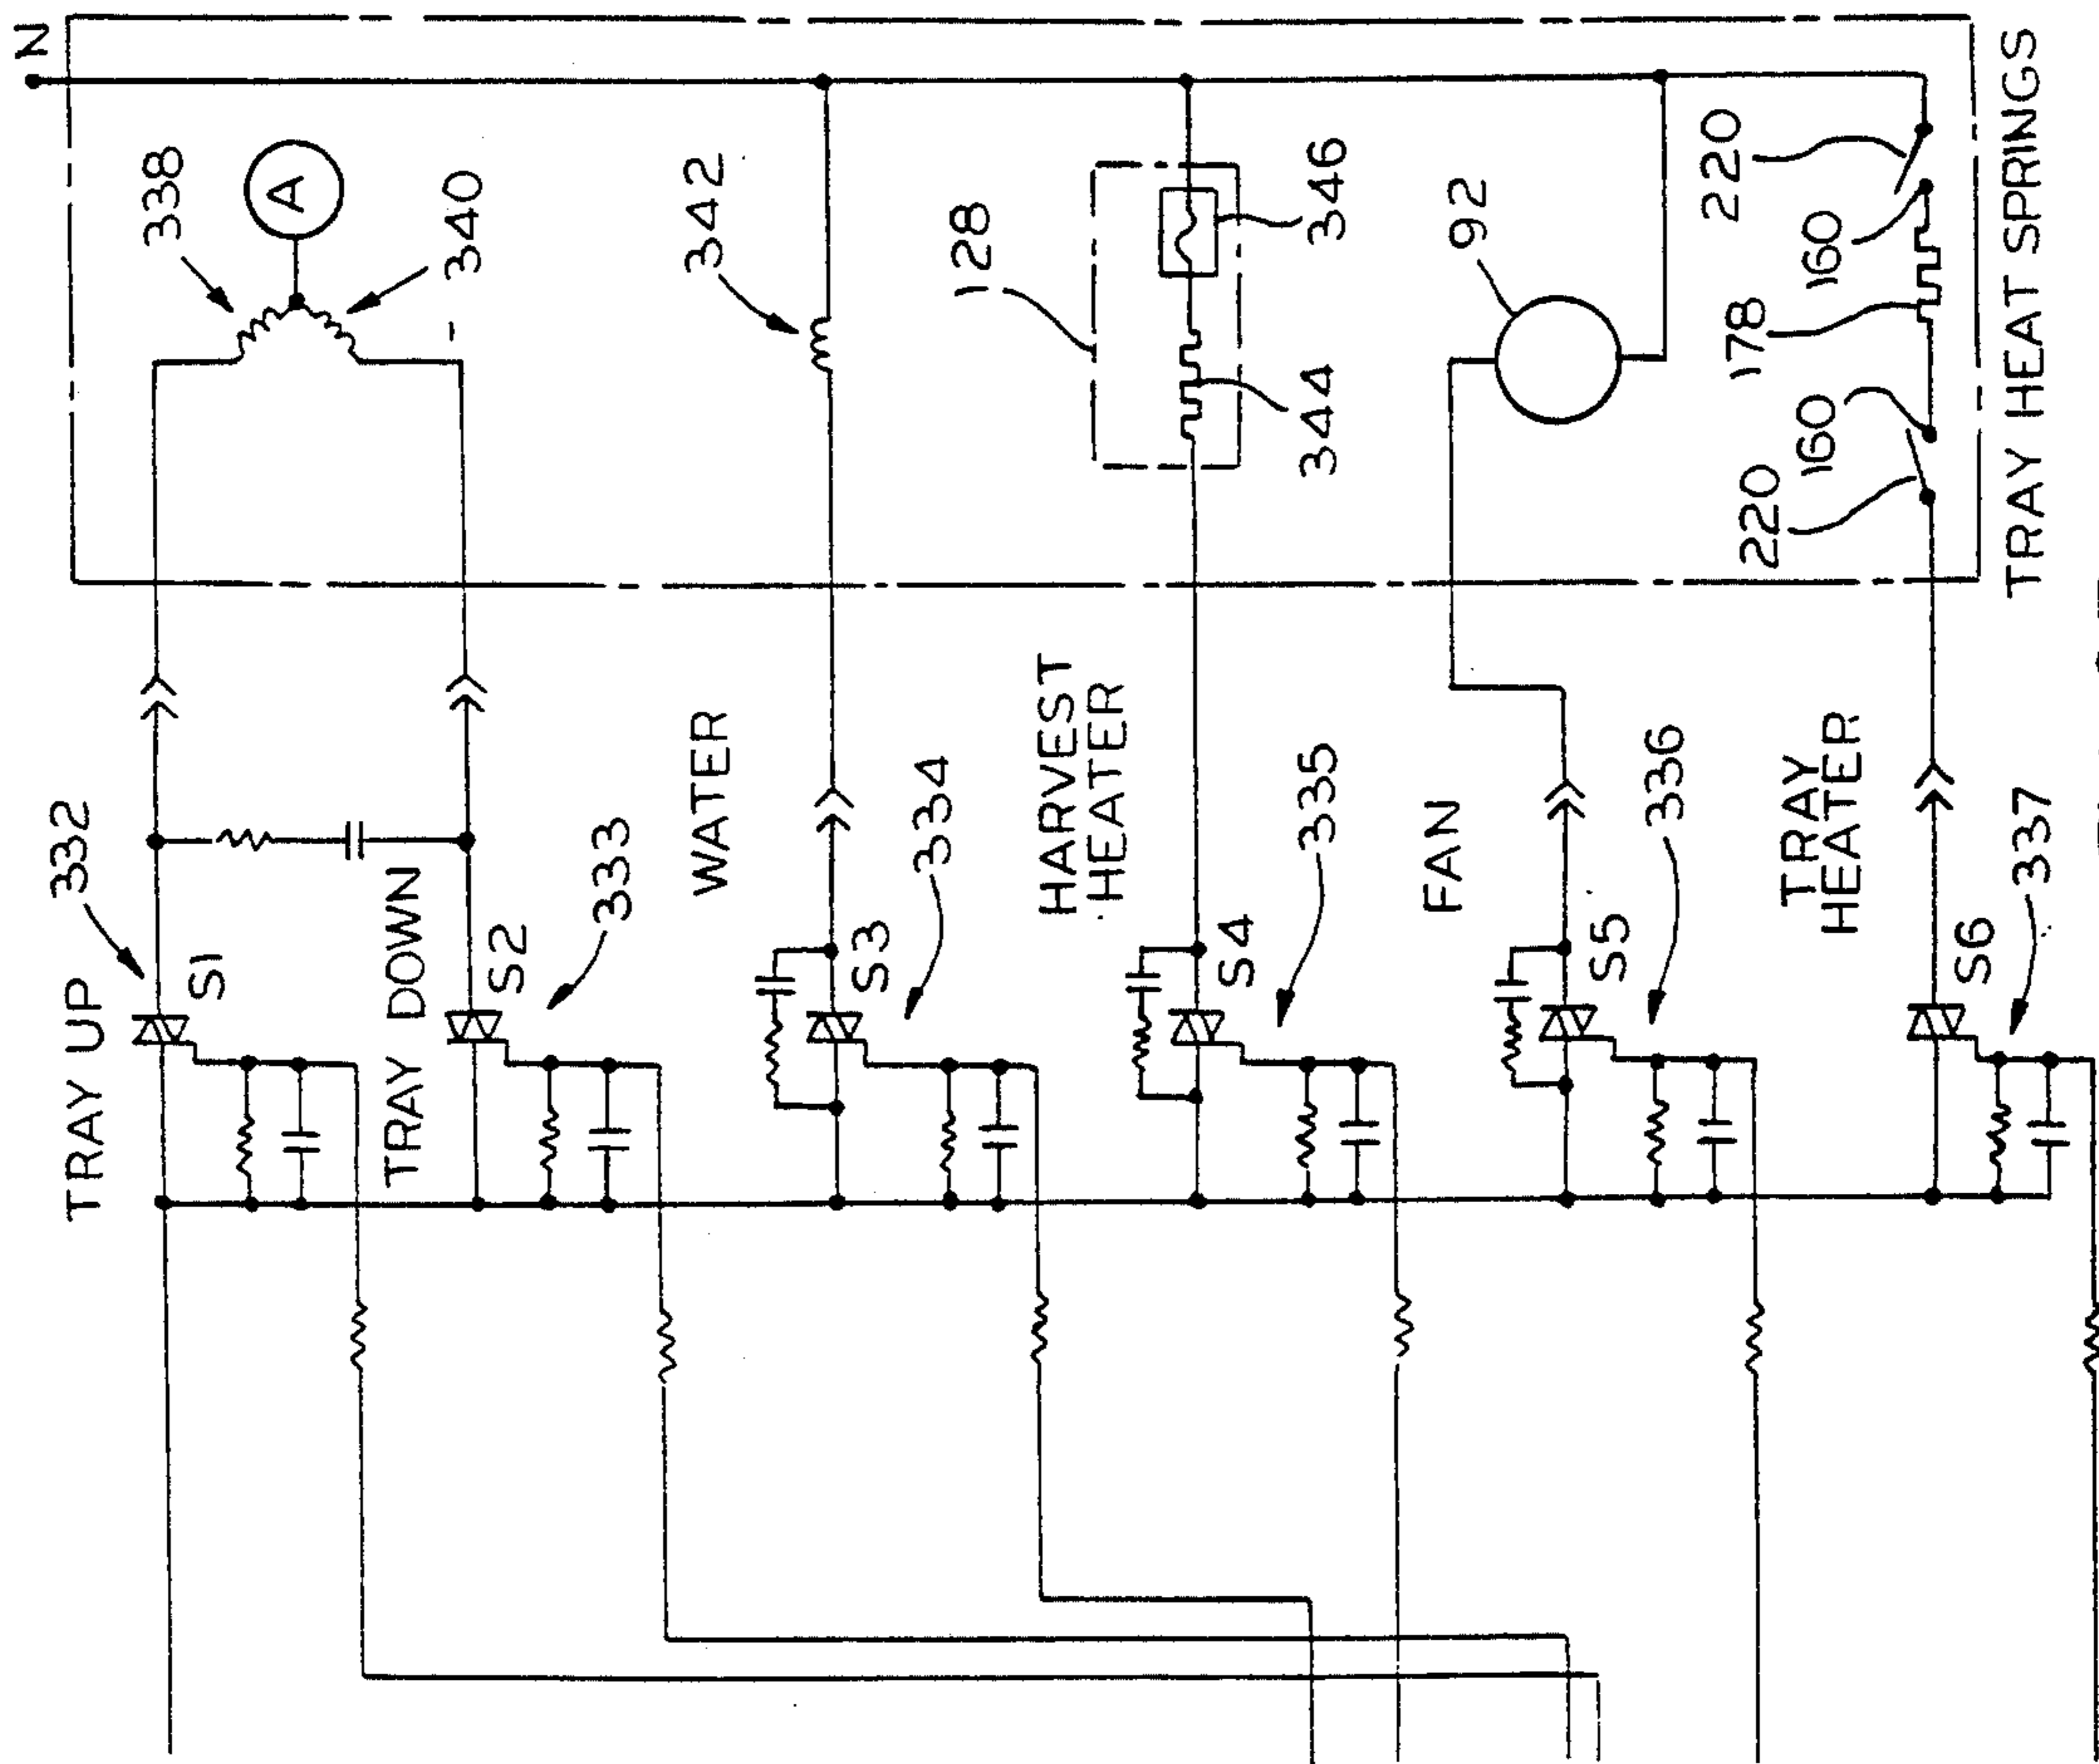 N
338
A
340
342
128
346
344
92
220
160
178
160
220
TRAY HEAT SPRINGS
332
TRAY UP
S1
TRAY DOWN
S2
333
WATER
S3
334
HARVEST
HEATER
S4
335
FAN
S5
336
TRAY
HEATER
S6
337